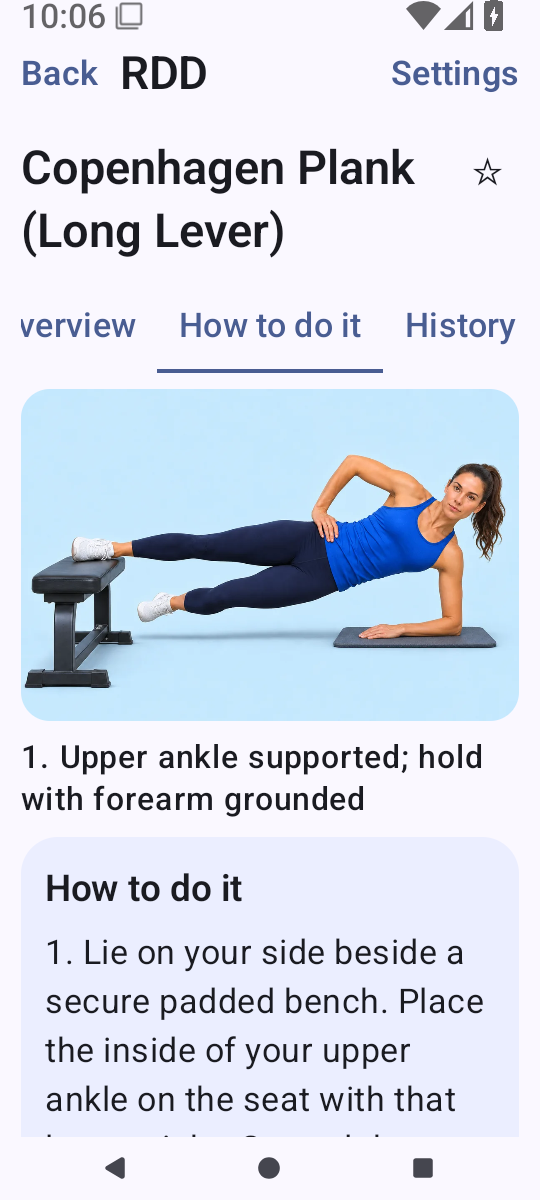 10:06
Back RDD Settings
Copenhagen Plank
(Long Lever)
verview How to do it History
1. Upper ankle supported; hold
with forearm grounded
How to do it
1. Lie on your side beside a
secure padded bench. Place
the inside of your upper
ankle on the seat with that